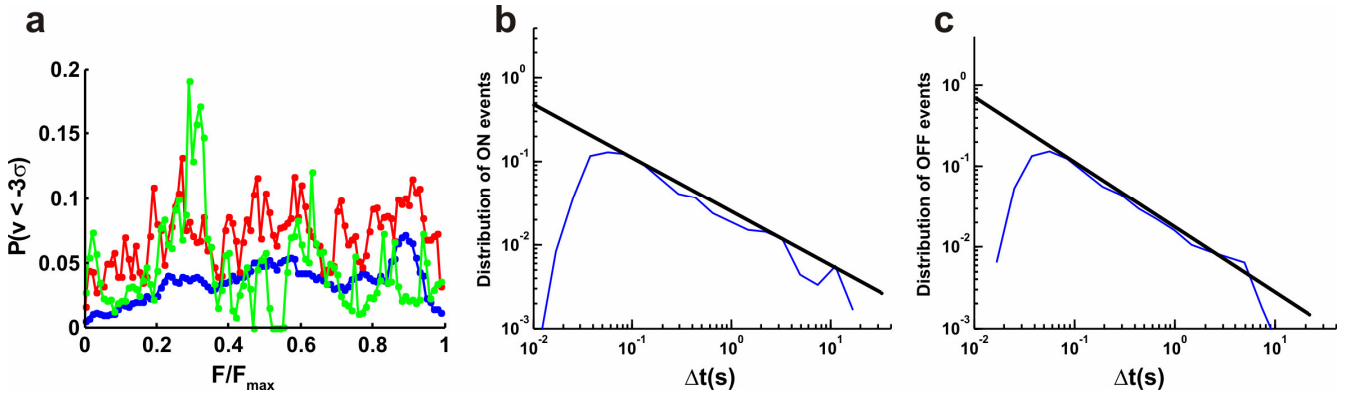 a
b
c
P(v < -3σ)
0.2
0.15
0.1
0.05
0
0 0.2 0.4 0.6 0.8 1
F/Fmax
Distribution of ON events
10^0
10^-1
10^-2
10^-3
10^-2 10^-1 10^0 10^1
Δt(s)
Distribution of OFF events
10^0
10^-1
10^-2
10^-3
10^-2 10^-1 10^0 10^1
Δt(s)